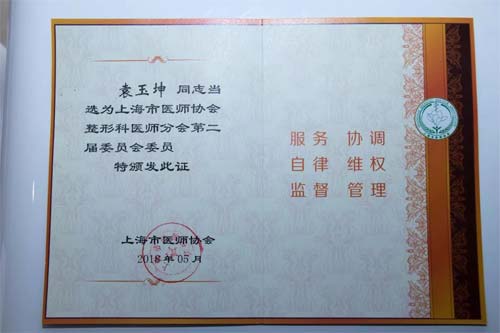 袁玉坤 同志当
选为上海市医师协会
整形科医师分会第二
届委员会委员
特颁发此证
上海市医师协会
2018年05月
服务 协调
自律 维权
监督 管理